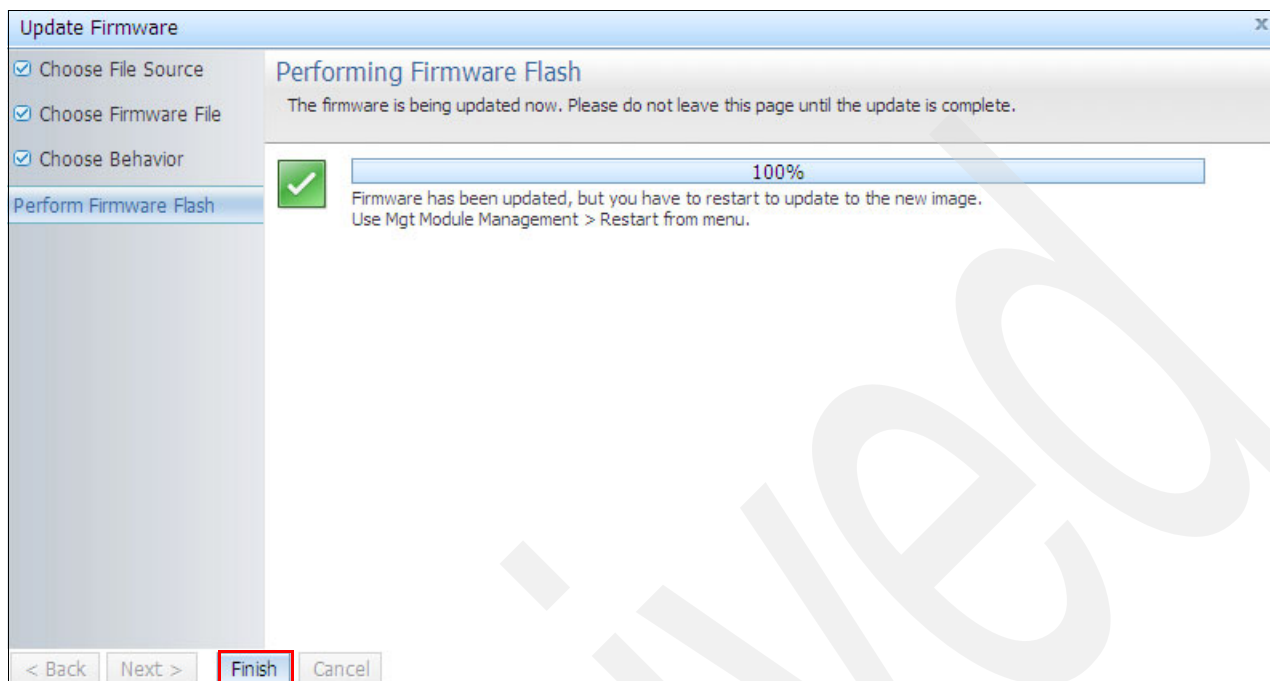 Update Firmware
x
Choose File Source
Choose Firmware File
Choose Behavior
Perform Firmware Flash
Performing Firmware Flash
The firmware is being updated now. Please do not leave this page until the update is complete.
100%
Firmware has been updated, but you have to restart to update to the new image.
Use Mgt Module Management > Restart from menu.
< Back Next > Finish Cancel